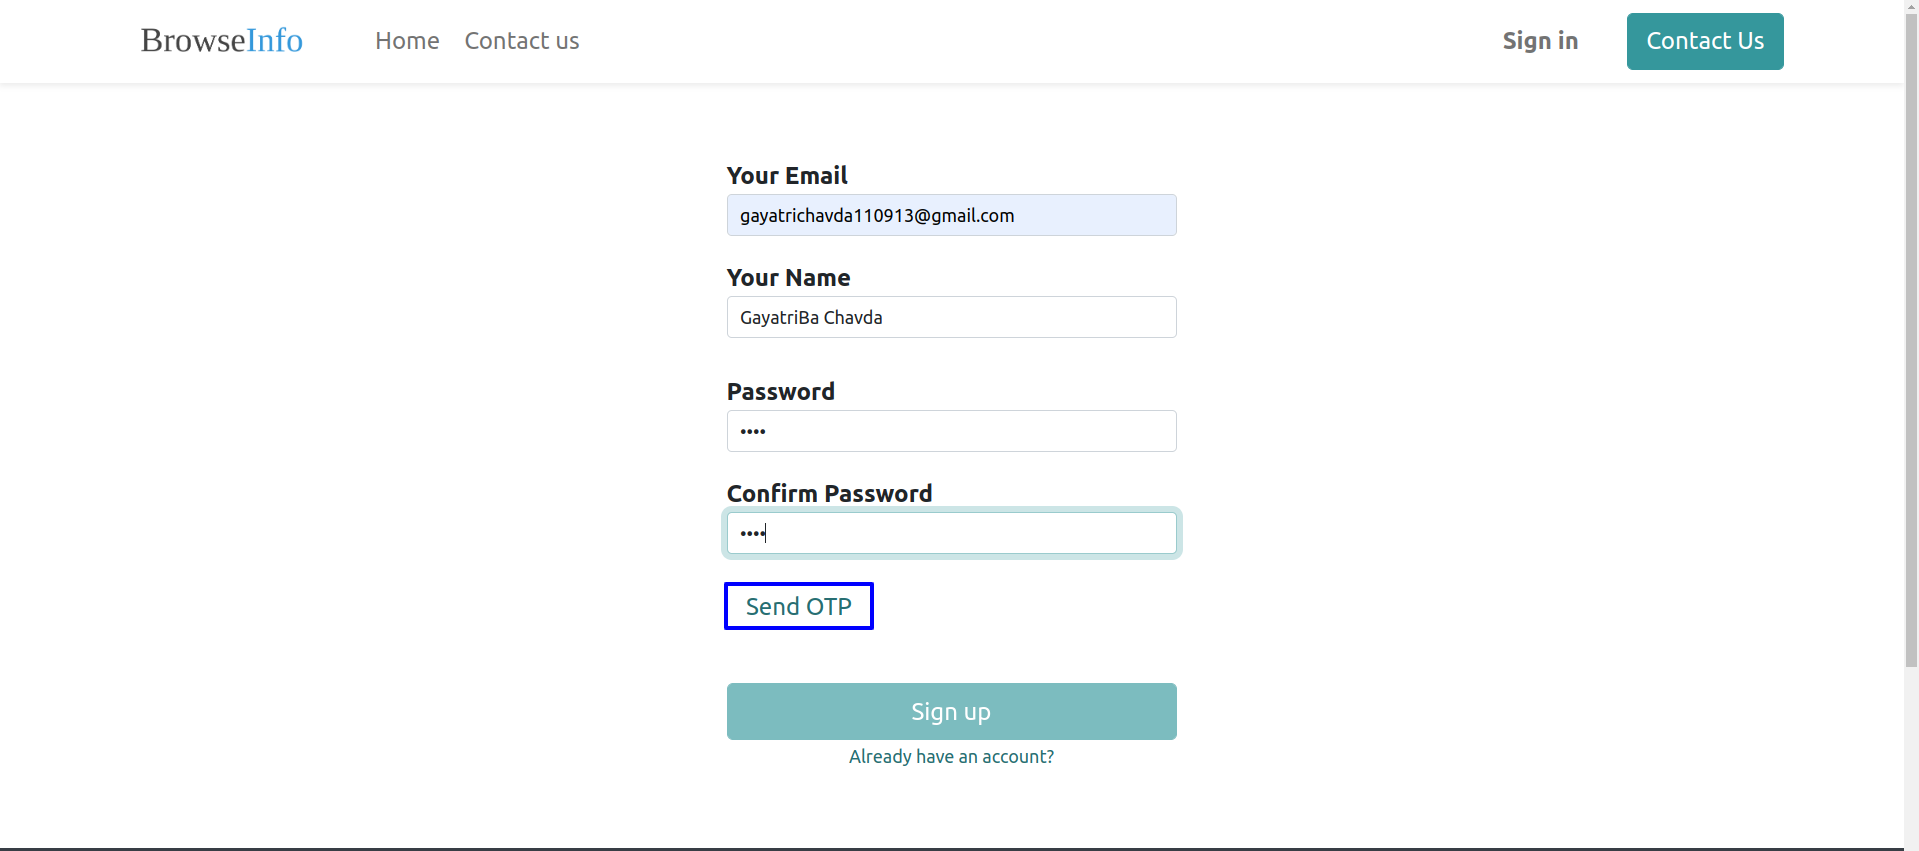 BrowseInfo Home Contact us Sign in Contact Us
Your Email
gayatrichavda110913@gmail.com
Your Name
GayatriBa Chavda
Password
••••
Confirm Password
••••
Send OTP
Sign up
Already have an account?